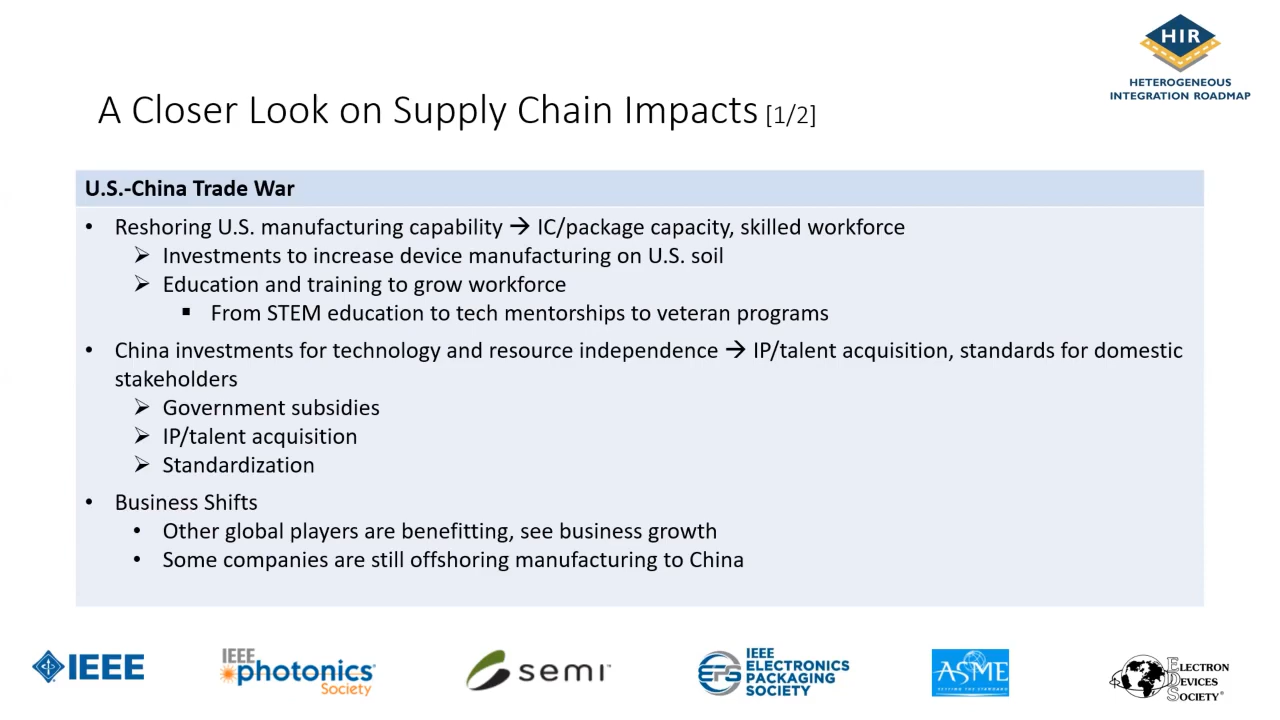 HIR
HETEROGENEOUS
INTEGRATION ROADMAP
A Closer Look on Supply Chain Impacts [1/2]
U.S.-China Trade War
• Reshoring U.S. manufacturing capability → IC/package capacity, skilled workforce
➢ Investments to increase device manufacturing on U.S. soil
➢ Education and training to grow workforce
▪ From STEM education to tech mentorships to veteran programs
• China investments for technology and resource independence → IP/talent acquisition, standards for domestic
stakeholders
➢ Government subsidies
➢ IP/talent acquisition
➢ Standardization
• Business Shifts
• Other global players are benefitting, see business growth
• Some companies are still offshoring manufacturing to China
IEEE
IEEE
photonics
Society
semi™
EPS
IEEE
ELECTRONICS
PACKAGING
SOCIETY
ASME
SETTING THE STANDARD
ELECTRON
DEVICES
SOCIETY®